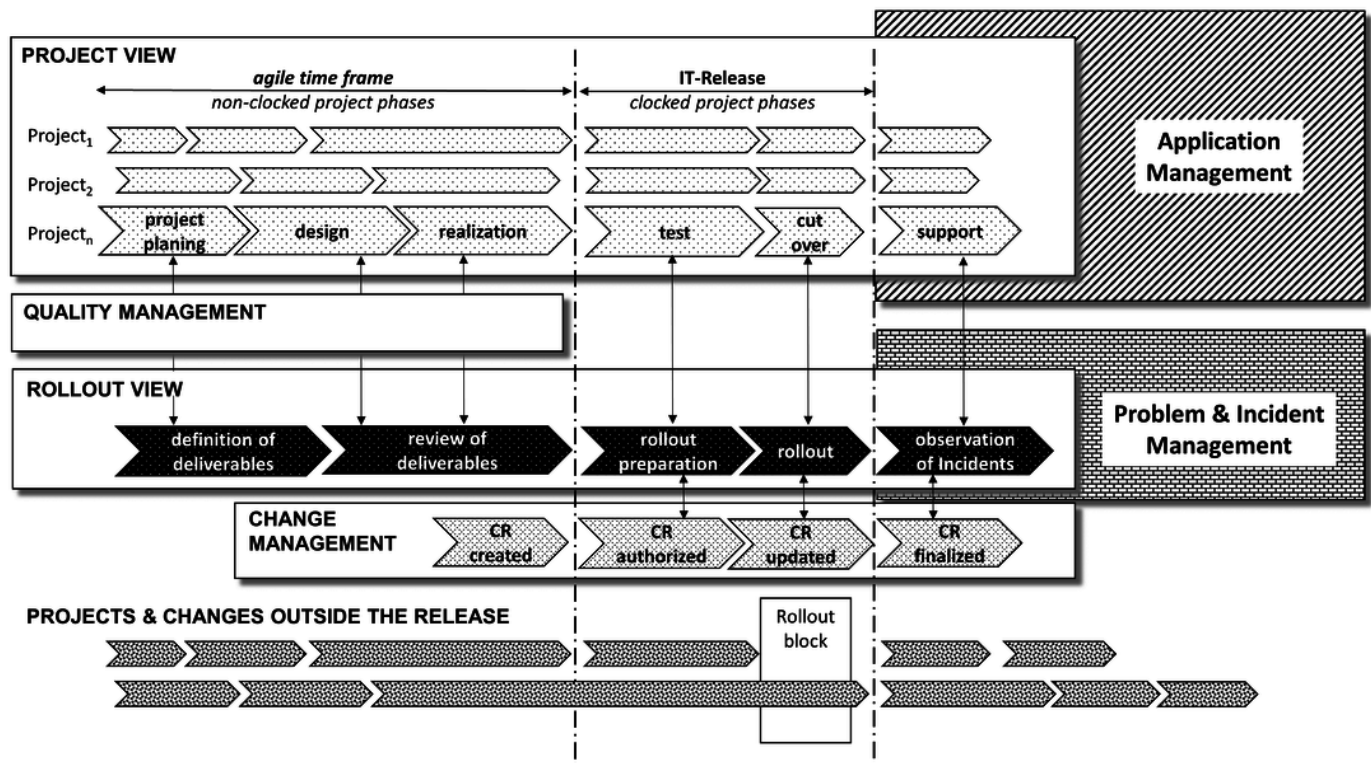 PROJECT VIEW
agile time frame
non-clocked project phases
IT-Release
clocked project phases
Project1
Project2
Projectn
project
planing
design
realization
test
cut
over
support
Application
Management
QUALITY MANAGEMENT
ROLLOUT VIEW
definition of
deliverables
review of
deliverables
rollout
preparation
rollout
observation
of Incidents
Problem & Incident
Management
CHANGE
MANAGEMENT
CR
created
CR
authorized
CR
updated
CR
finalized
PROJECTS & CHANGES OUTSIDE THE RELEASE
Rollout
block